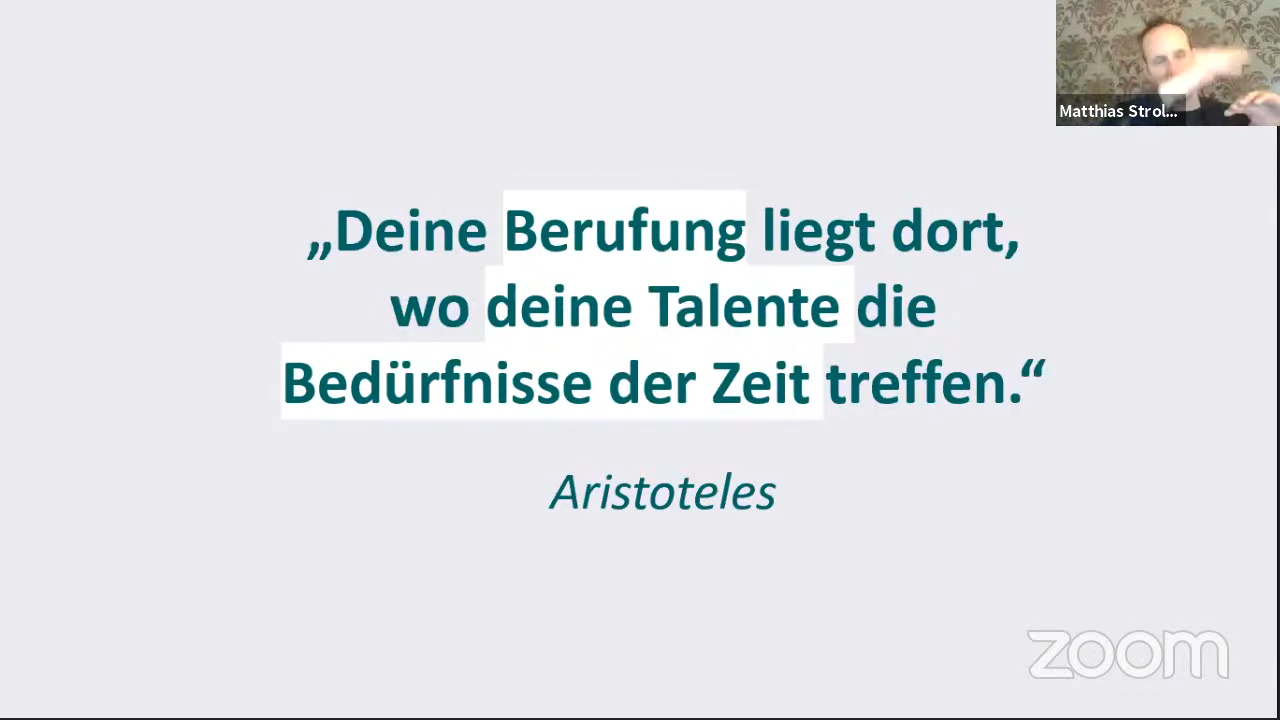 Matthias Strol...
„Deine Berufung liegt dort,
wo deine Talente die
Bedürfnisse der Zeit treffen.“
Aristoteles
zoom